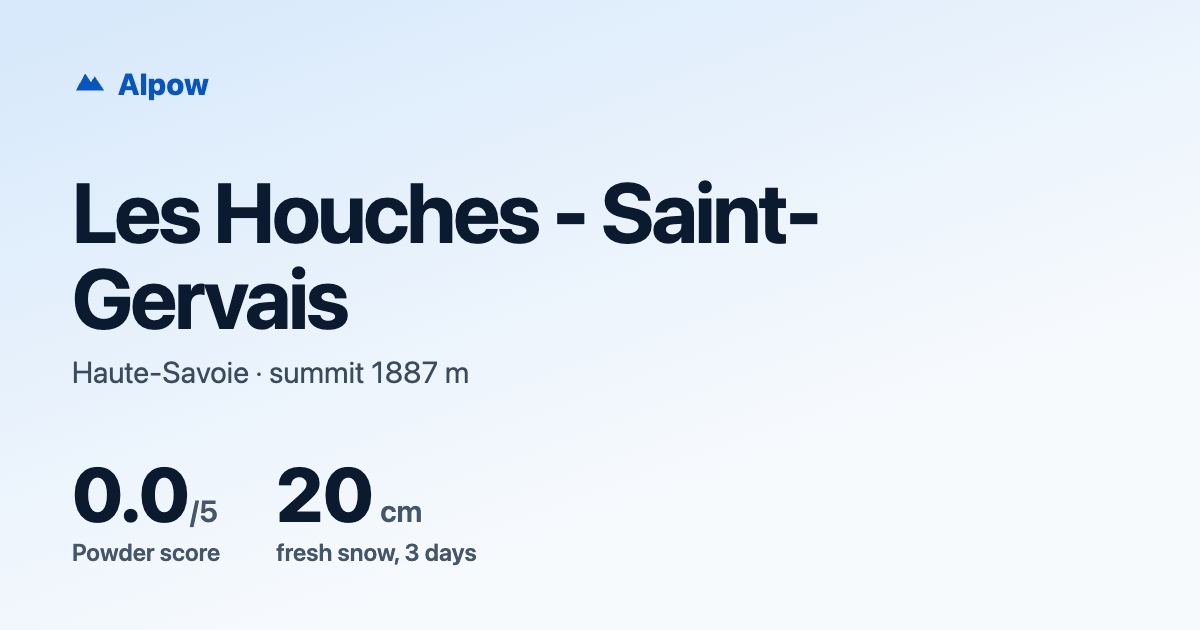 Alpow
Les Houches - Saint-
Gervais
Haute-Savoie · summit 1887 m
0.0/5 20 cm
Powder score fresh snow, 3 days